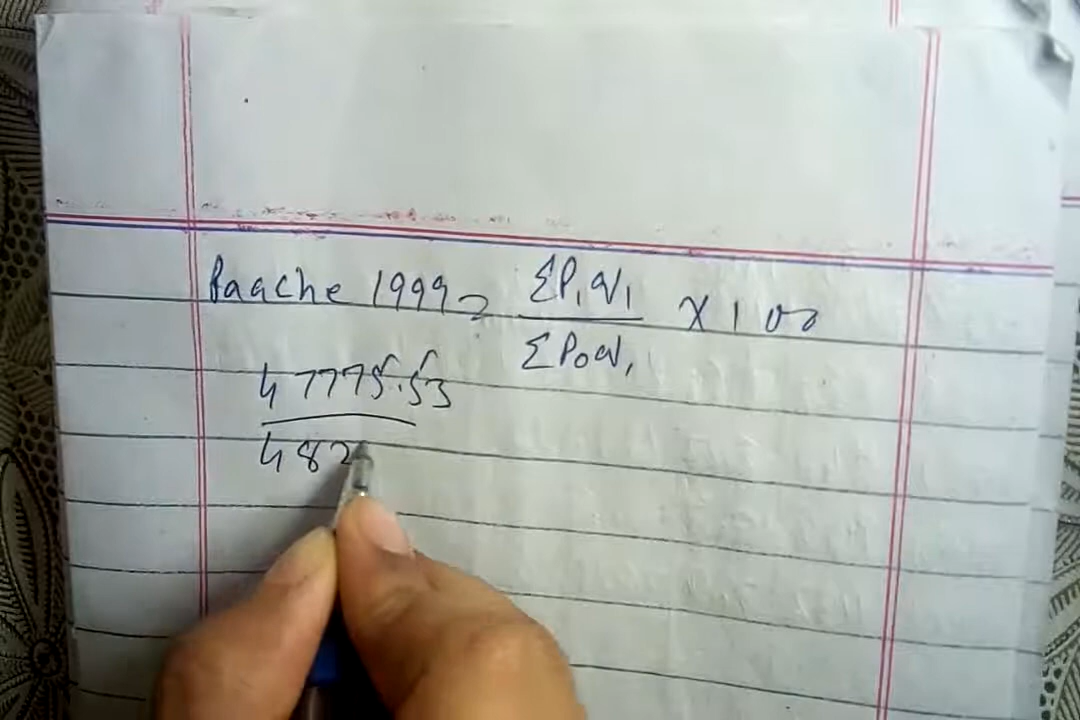 Paache 1999 = ΣP₁q₁ / ΣP₀q₁ × 100
47775.53
482